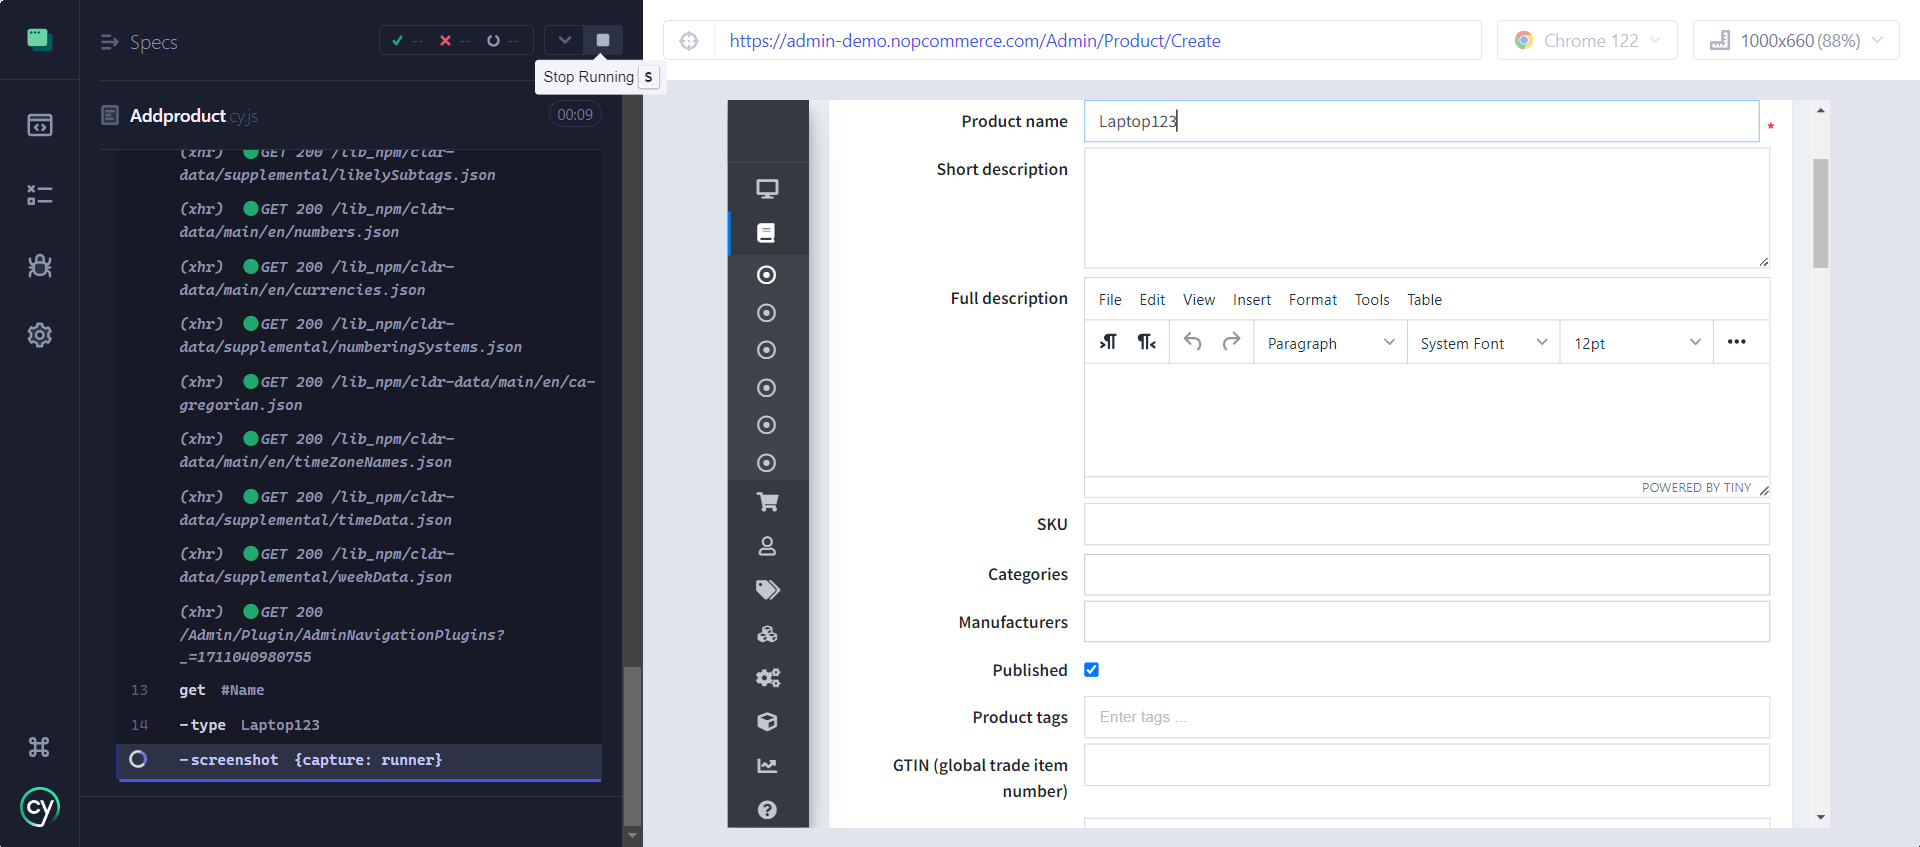 Specs
--
--
--
Stop Running S
https://admin-demo.nopcommerce.com/Admin/Product/Create
Chrome 122
1000x660 (88%)
Addproduct cy.js
00:09
(xhr) GET 200 /lib_npm/cldr-
data/supplemental/likelySubtags.json
(xhr) GET 200 /lib_npm/cldr-
data/main/en/numbers.json
(xhr) GET 200 /lib_npm/cldr-
data/main/en/currencies.json
(xhr) GET 200 /lib_npm/cldr-
data/supplemental/numberingSystems.json
(xhr) GET 200 /lib_npm/cldr-data/main/en/ca-
gregorian.json
(xhr) GET 200 /lib_npm/cldr-
data/main/en/timeZoneNames.json
(xhr) GET 200 /lib_npm/cldr-
data/supplemental/timeData.json
(xhr) GET 200 /lib_npm/cldr-
data/supplemental/weekData.json
(xhr) GET 200
/Admin/Plugin/AdminNavigationPlugins?
_=1711040980755
13 get #Name
14 -type Laptop123
-screenshot {capture: runner}
cy
Product name
Laptop123
*
Short description
Full description
File Edit View Insert Format Tools Table
Paragraph System Font 12pt
POWERED BY TINY
SKU
Categories
Manufacturers
Published
Product tags
Enter tags ...
GTIN (global trade item
number)